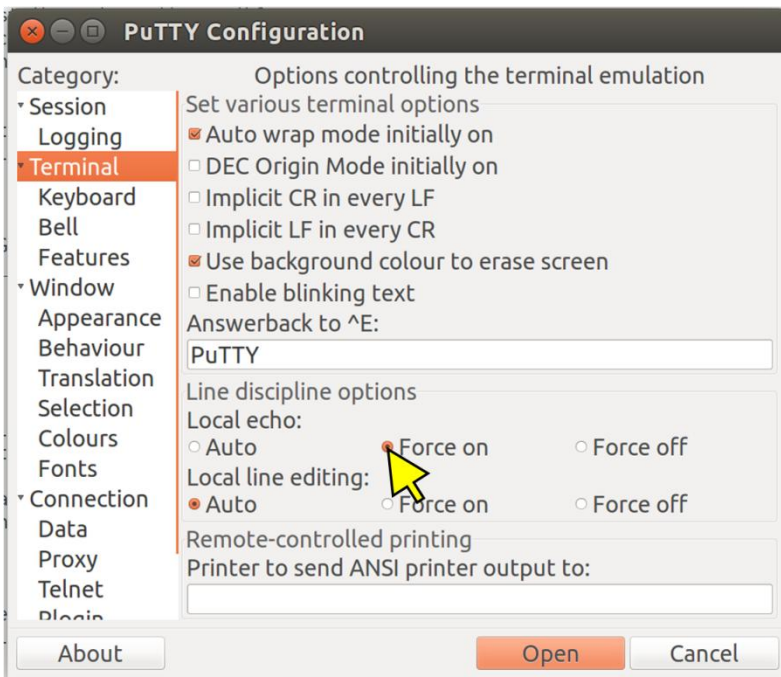 PuTTY Configuration
Category:
Options controlling the terminal emulation
Session
Logging
Terminal
Keyboard
Bell
Features
Window
Appearance
Behaviour
Translation
Selection
Colours
Fonts
Connection
Data
Proxy
Telnet
Set various terminal options
Auto wrap mode initially on
DEC Origin Mode initially on
Implicit CR in every LF
Implicit LF in every CR
Use background colour to erase screen
Enable blinking text
Answerback to ^E:
PuTTY
Line discipline options
Local echo:
Auto Force on Force off
Local line editing:
Auto Force on Force off
Remote-controlled printing
Printer to send ANSI printer output to:
About Open Cancel